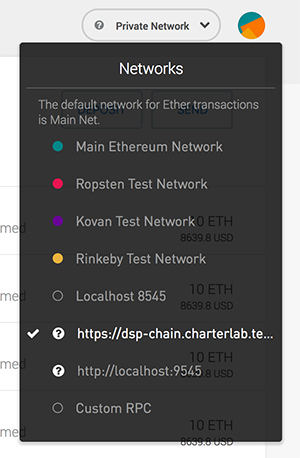 Private Network
Networks
The default network for Ether transactions
is Main Net.
DEPOSIT
SEND
Main Ethereum Network
Ropsten Test Network
med
Kovan Test Network
10 ETH
8639.8 USD
Rinkeby Test Network
Localhost 8545
med
10 ETH
8639.8 USD
https://dsp-chain.charterlab.te...
http://localhost:9545
med
10 ETH
8639.8 USD
Custom RPC
med
10 ETH
8639.8 USD